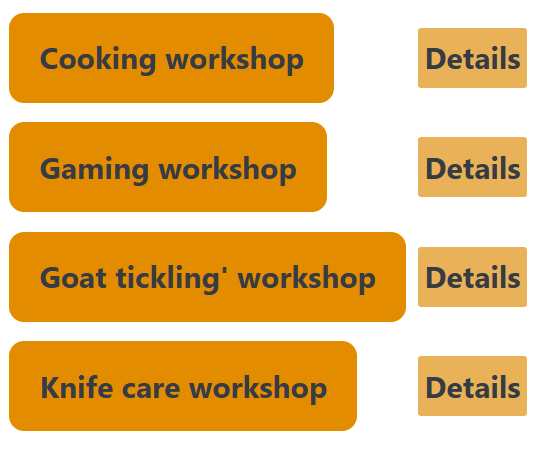 Cooking workshop Details
Gaming workshop Details
Goat tickling' workshop Details
Knife care workshop Details